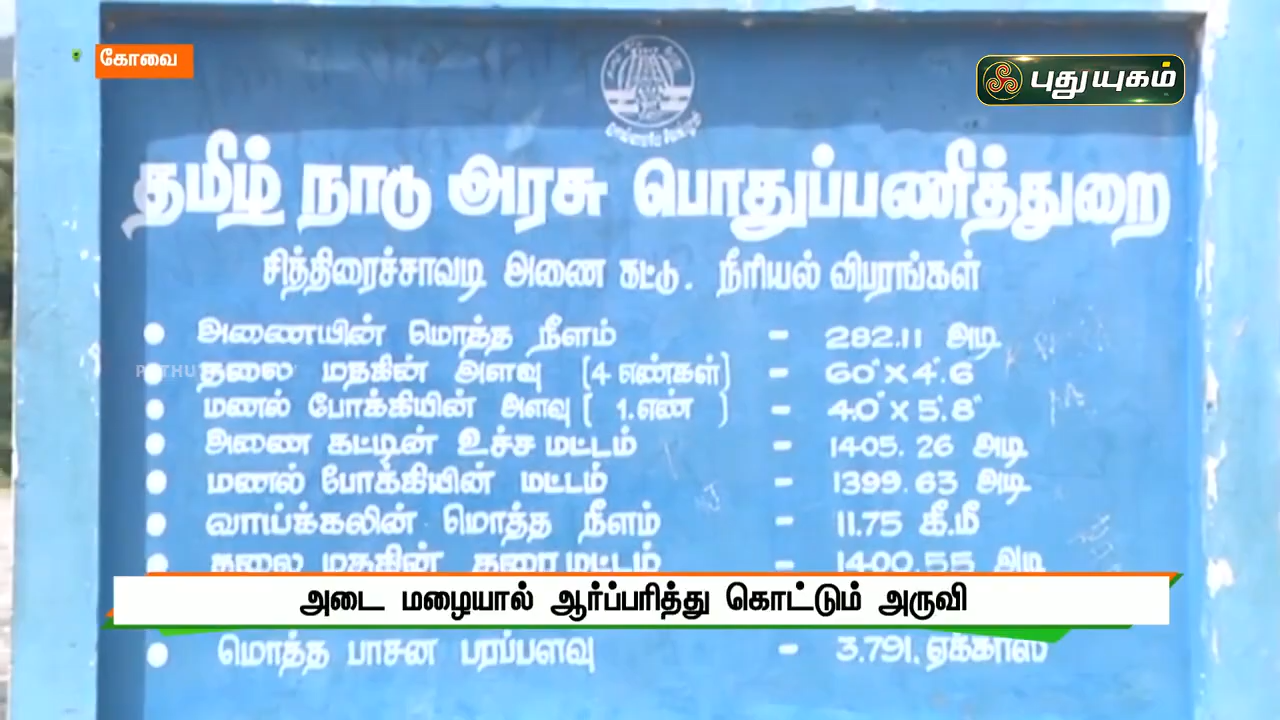 கோவை
புதுயுகம்
தமிழ் நாடு அரசு பொதுப்பணித்துறை
சித்திரைச்சாவடி அணை கட்டு. நீரியல் விபரங்கள்
• அணையின் மொத்த நீளம் - 282.11 அடி
• தலை மதகின் அளவு (4 எண்கள்) - 60"X 4'.6"
• மணல் போக்கியின் அளவு ( 1.எண் ) - 4.0"X 5'.8"
• அணை கட்டின் உச்ச மட்டம் - 1405.26 அடி
• மணல் போக்கியின் மட்டம் - 1399.63 அடி
• வாய்க்கலின் மொத்த நீளம் - 11.75 கீ.மீ
• தலை மதகின் தரை மட்டம் - 1400.55 அடி
அடை மழையால் ஆர்ப்பரித்து கொட்டும் அருவி
• மொத்த பாசன பரப்பளவு - 3.791. ஏக்கர்ஸ்